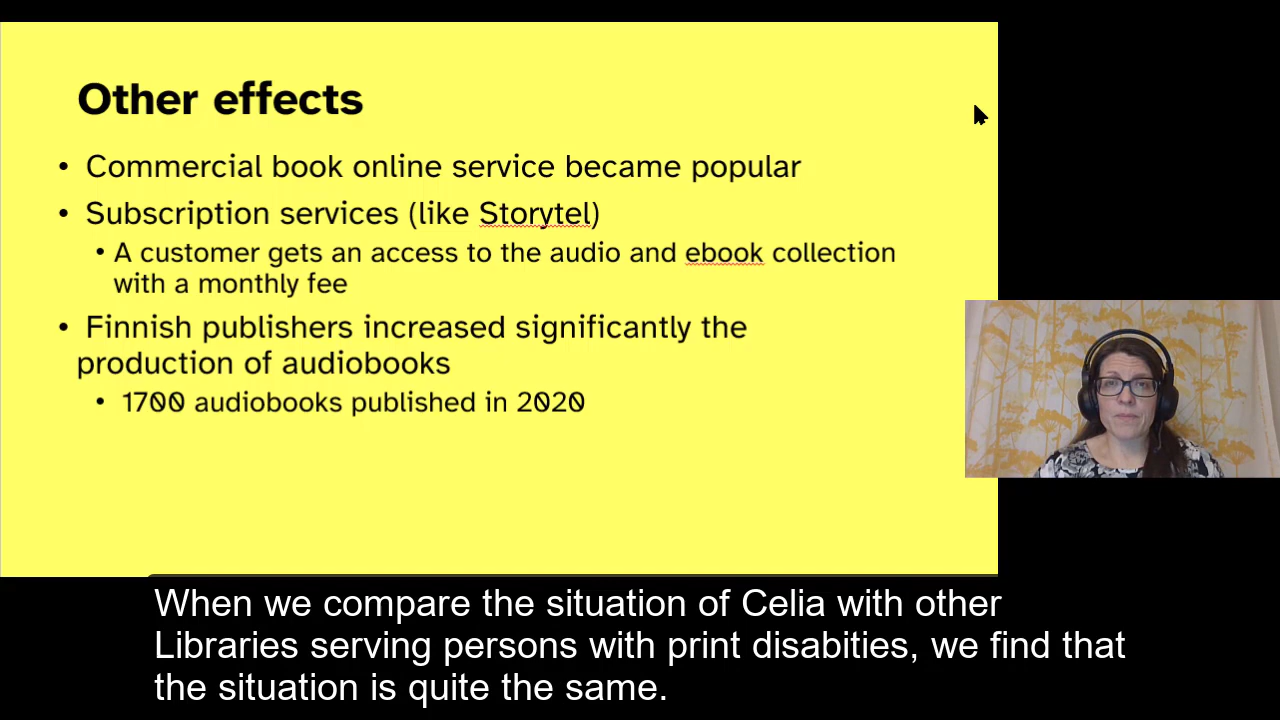 Other effects
• Commercial book online service became popular
• Subscription services (like Storytel)
• A customer gets an access to the audio and ebook collection
with a monthly fee
• Finnish publishers increased significantly the
production of audiobooks
• 1700 audiobooks published in 2020
When we compare the situation of Celia with other
Libraries serving persons with print disabities, we find that
the situation is quite the same.